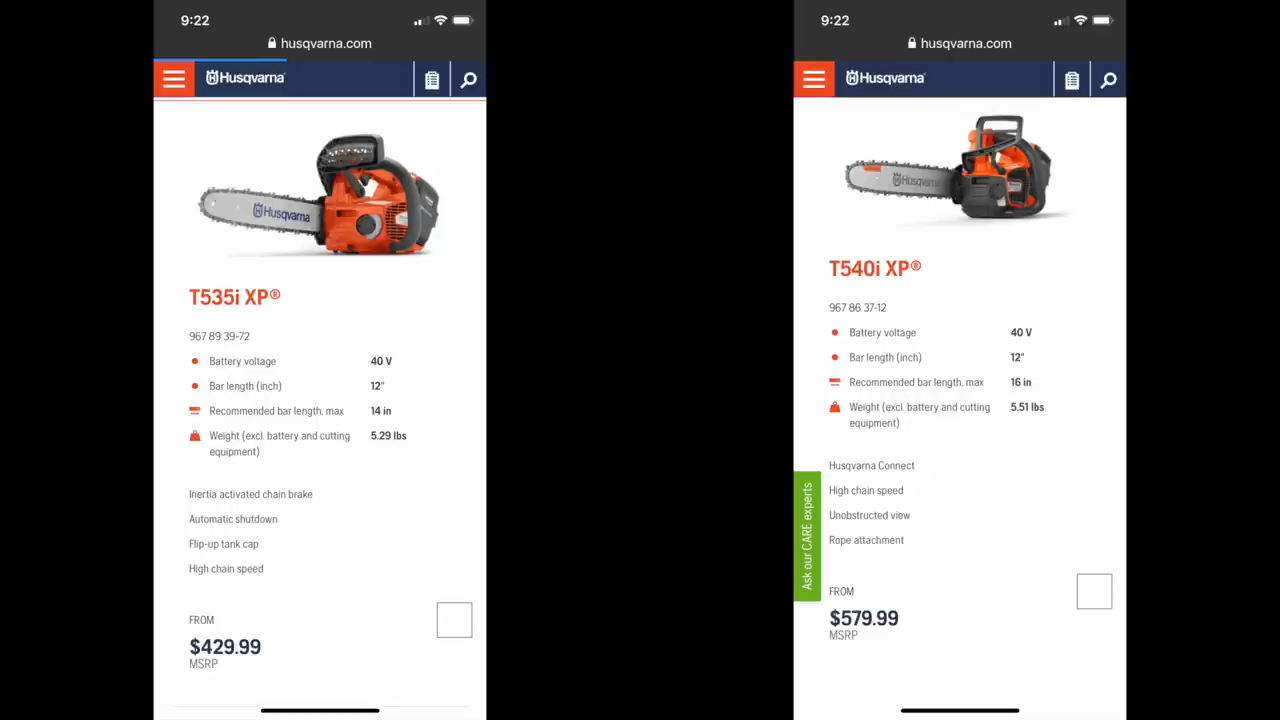 9:22
husqvarna.com
Husqvarna
Husqvarna
T535i XP®
967 89 39-72
Battery voltage 40 V
Bar length (inch) 12"
Recommended bar length, max 14 in
Weight (excl. battery and cutting 5.29 lbs
equipment)
Inertia activated chain brake
Automatic shutdown
Flip-up tank cap
High chain speed
FROM
$429.99
MSRP
9:22
husqvarna.com
Husqvarna
Husqvarna
T540i XP®
967 86 37-12
Battery voltage 40 V
Bar length (inch) 12"
Recommended bar length, max 16 in
Weight (excl. battery and cutting 5.51 lbs
equipment)
Husqvarna Connect
High chain speed
Unobstructed view
Rope attachment
Ask our CARE experts
FROM
$579.99
MSRP